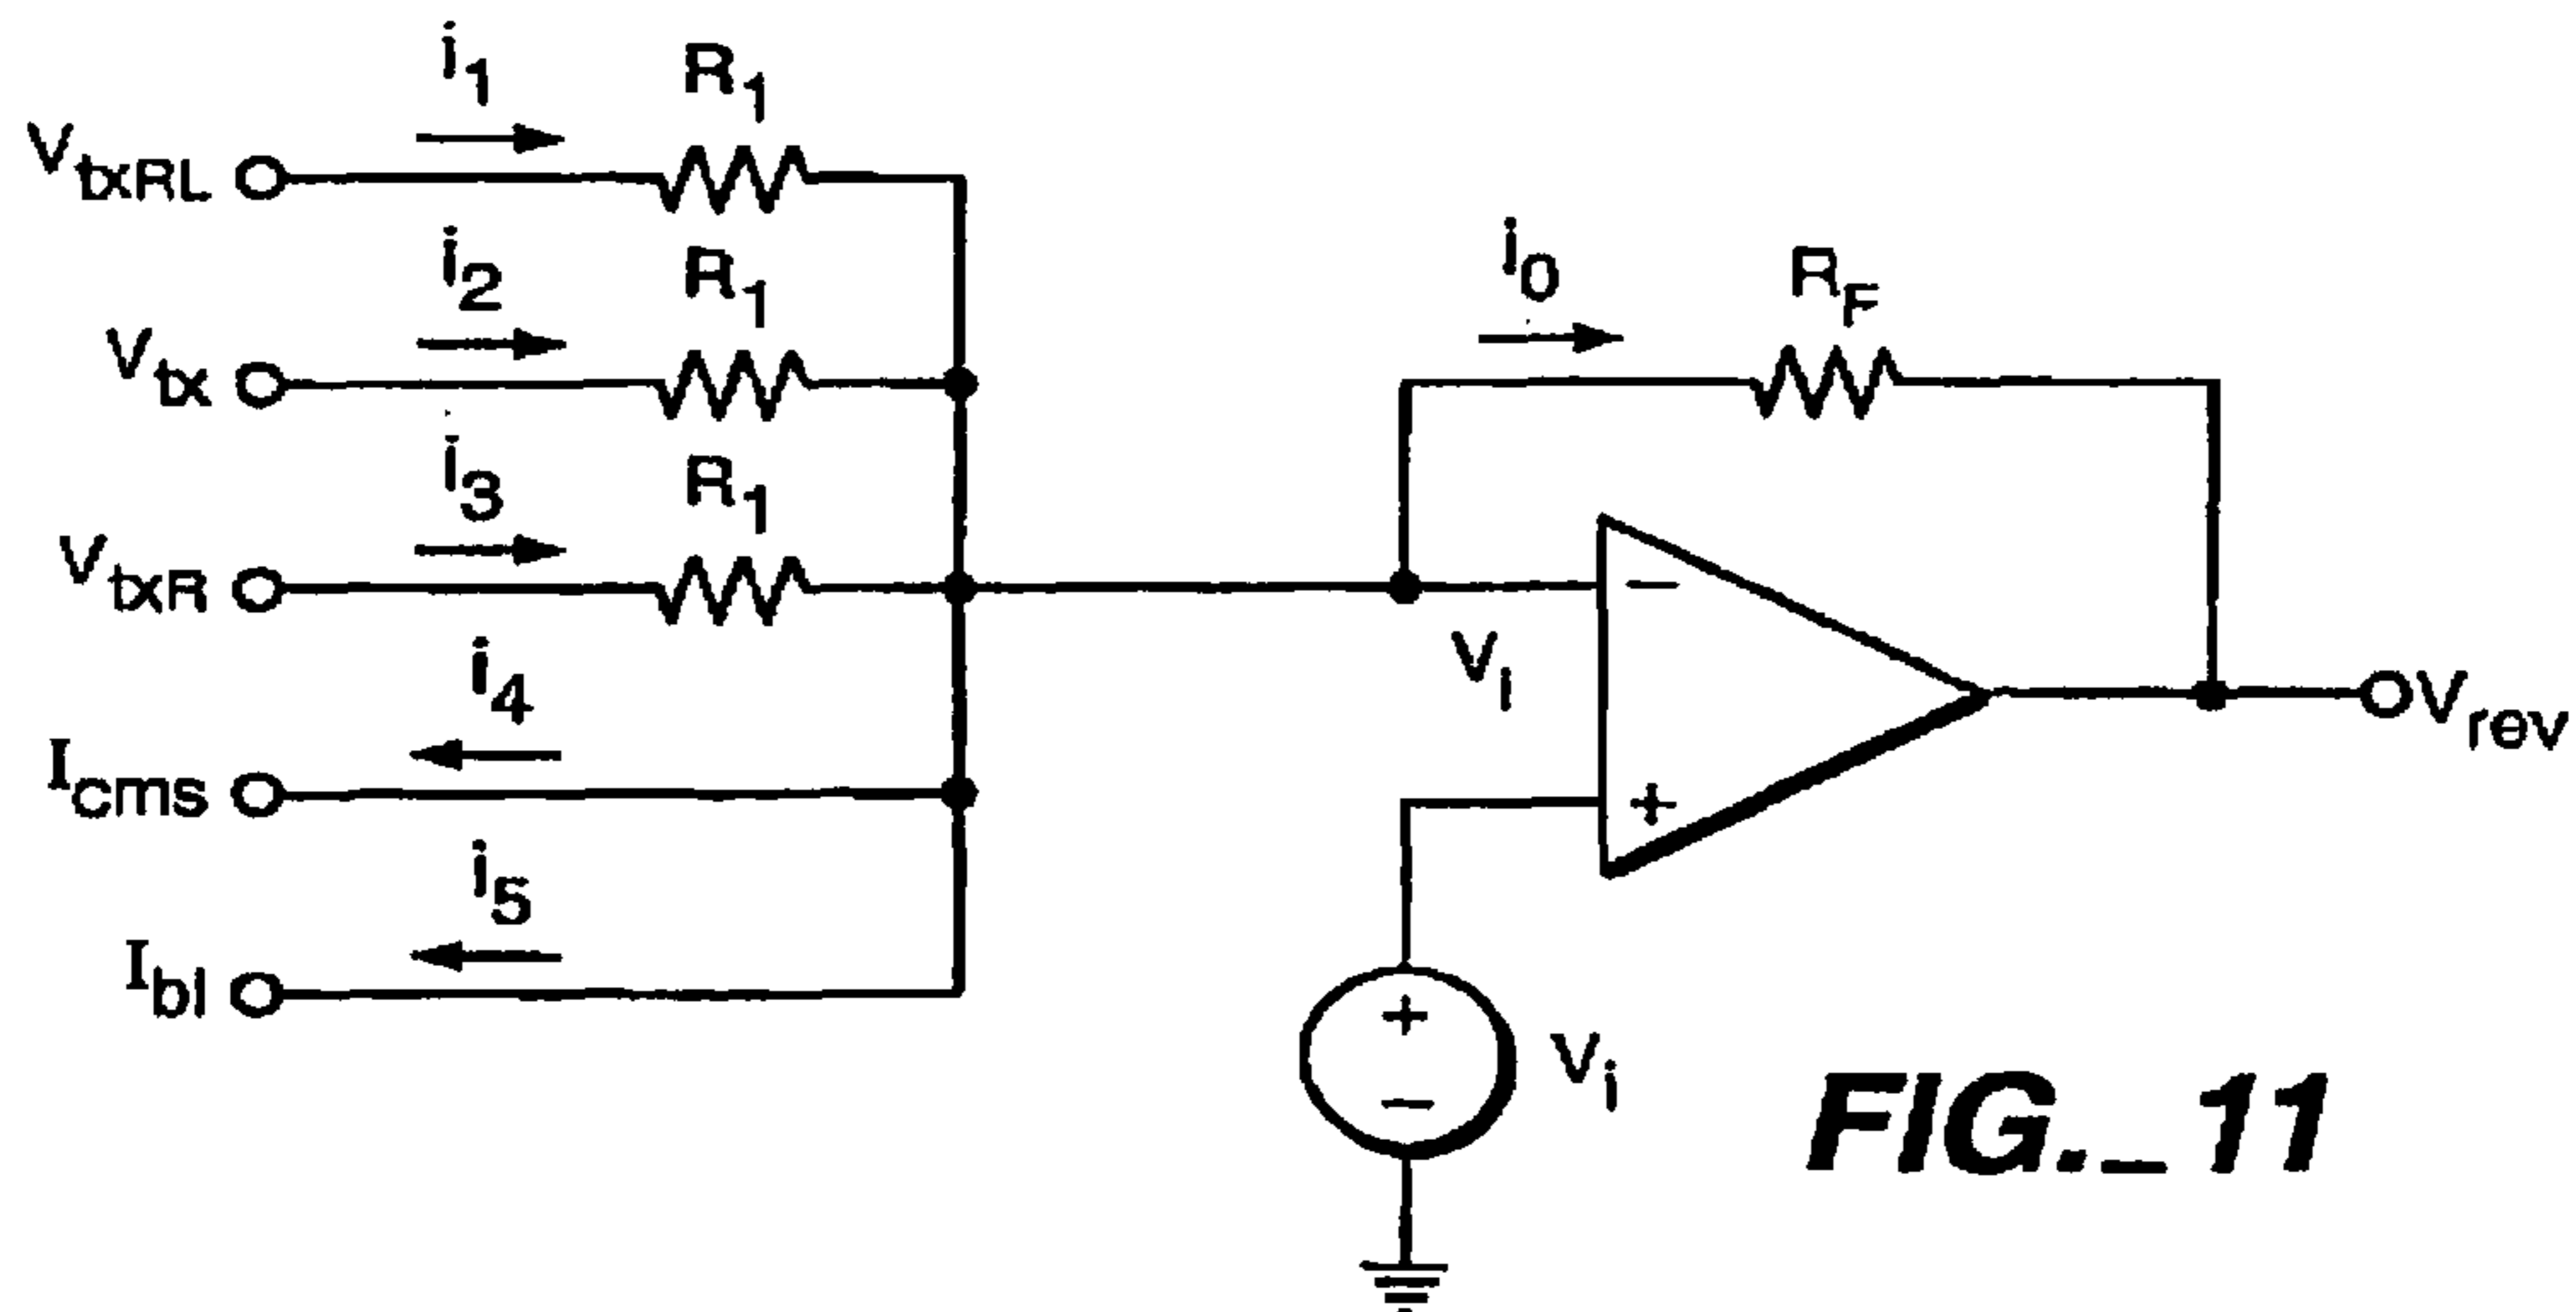 i1
R1
VtxRL
i2
R1
i0
RF
Vtx
i3
R1
VtxR
−
Vi
i4
Vrev
Icms
+
i5
Ibl
+
−
Vi
FIG._11